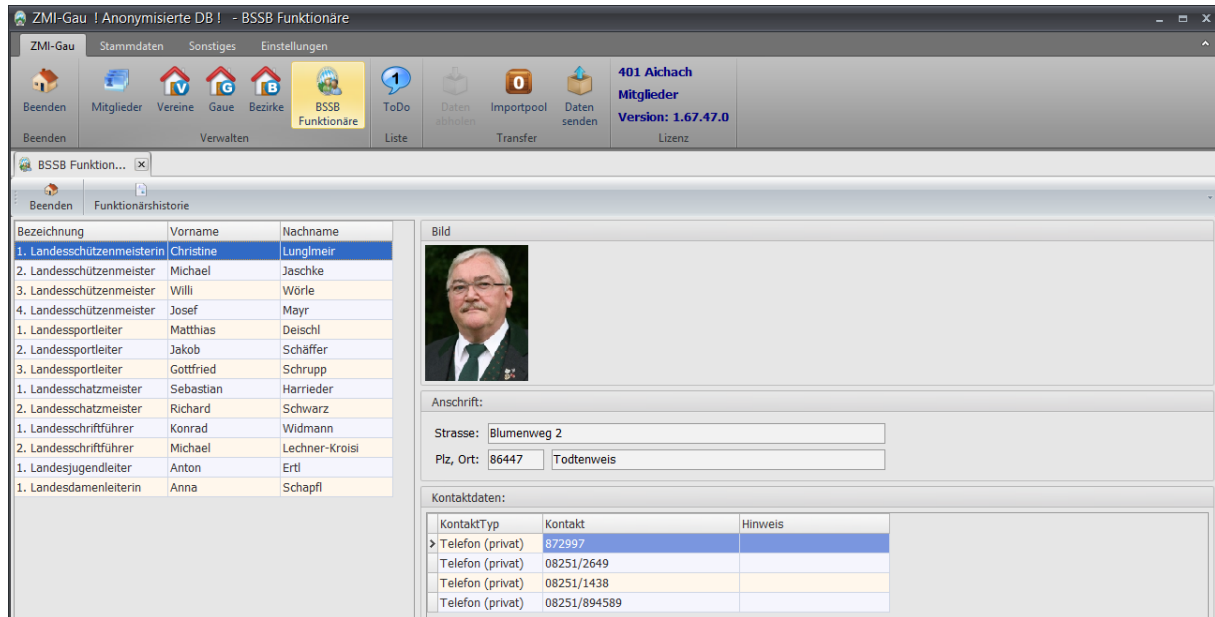 ZMI-Gau ! Anonymisierte DB ! - BSSB Funktionäre
ZMI-Gau Stammdaten Sonstiges Einstellungen
Beenden Mitglieder Vereine Gaue Bezirke BSSB Funktionäre ToDo Daten abholen Importpool Daten senden
V G B 1 0
401 Aichach
Mitglieder
Version: 1.67.47.0
Beenden Verwalten Liste Transfer Lizenz
BSSB Funktion...
Beenden Funktionärshistorie
Bezeichnung Vorname Nachname
1. Landesschützenmeisterin Christine Lunglmeir
2. Landesschützenmeister Michael Jaschke
3. Landesschützenmeister Willi Wörle
4. Landesschützenmeister Josef Mayr
1. Landessportleiter Matthias Deischl
2. Landessportleiter Jakob Schäffer
3. Landessportleiter Gottfried Schrupp
1. Landesschatzmeister Sebastian Harrieder
2. Landesschatzmeister Richard Schwarz
1. Landesschriftführer Konrad Widmann
2. Landesschriftführer Michael Lechner-Kroisi
1. Landesjugendleiter Anton Ertl
1. Landesdamenleiterin Anna Schapfl
Bild
Anschrift:
Strasse: Blumenweg 2
Plz, Ort: 86447 Todtenweis
Kontaktdaten:
KontaktTyp Kontakt Hinweis
Telefon (privat) 872997
Telefon (privat) 08251/2649
Telefon (privat) 08251/1438
Telefon (privat) 08251/894589